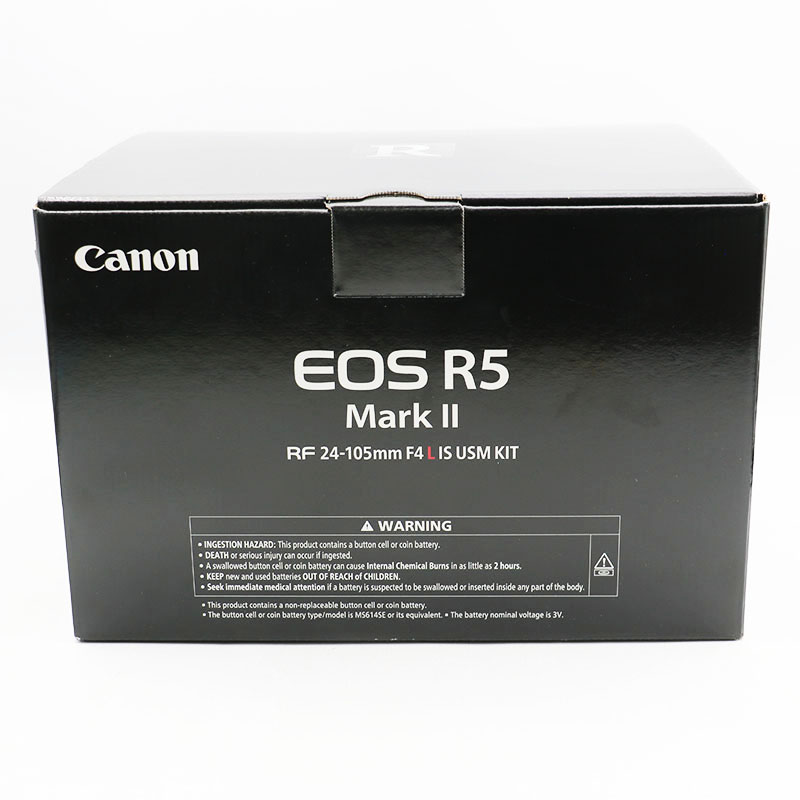 R
Canon
EOS R5
Mark II
RF 24-105mm F4 L IS USM KIT
⚠ WARNING
• INGESTION HAZARD: This product contains a button cell or coin battery.
• DEATH or serious injury can occur if ingested.
• A swallowed button cell or coin battery can cause Internal Chemical Burns in as little as 2 hours.
• KEEP new and used batteries OUT OF REACH of CHILDREN.
• Seek immediate medical attention if a battery is suspected to be swallowed or inserted inside any part of the body.
• This product contains a non-replaceable button cell or coin battery.
• The button cell or coin battery type/model is MS614SE or its equivalent. • The battery nominal voltage is 3V.